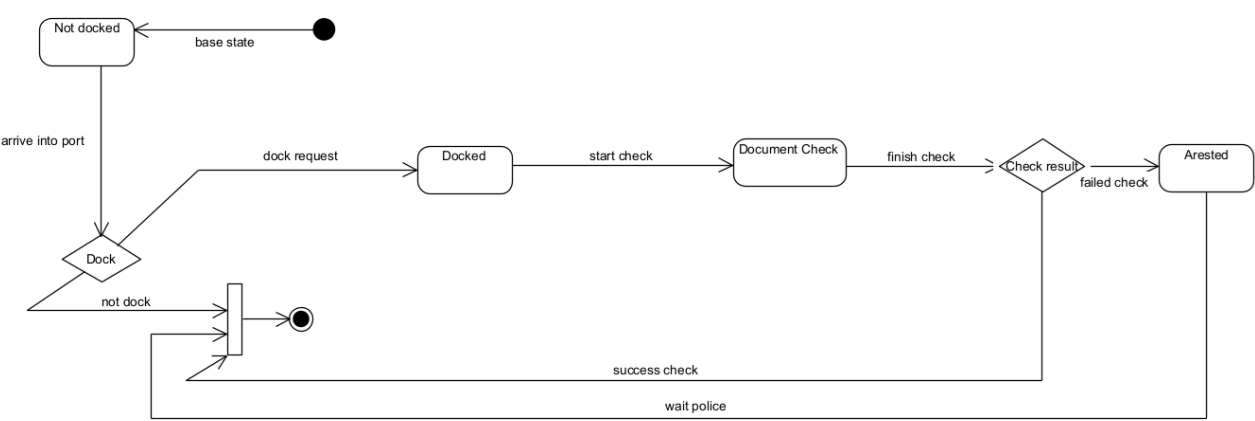 Not docked
base state
arrive into port
dock request
Docked
start check
Document Check
finish check
Check result
failed check
Arested
Dock
not dock
success check
wait police